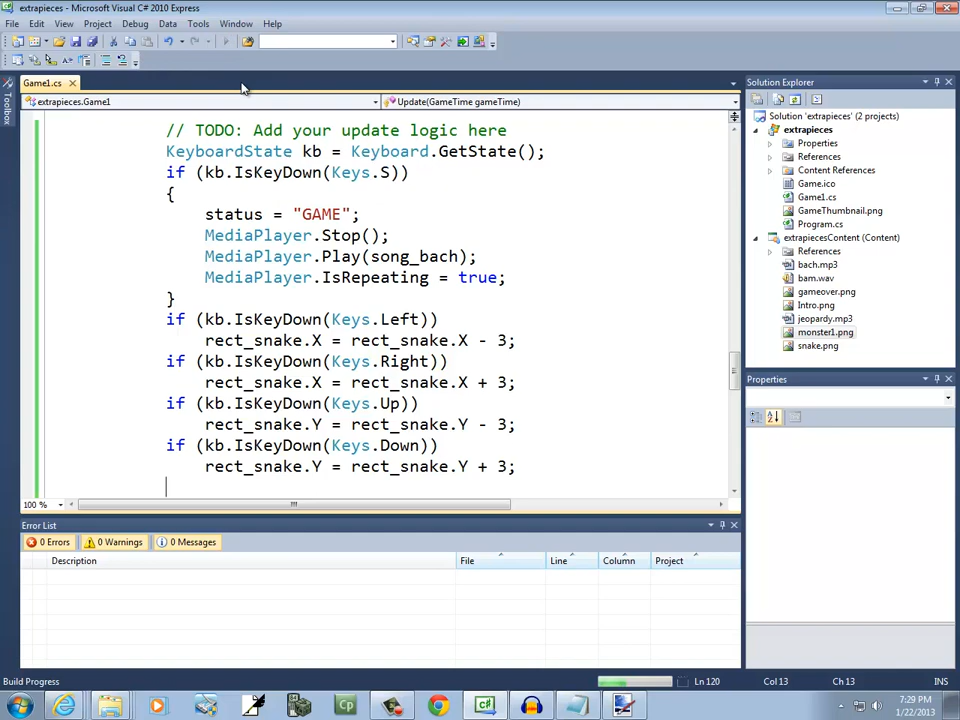 extrapieces - Microsoft Visual C# 2010 Express
File Edit View Project Debug Data Tools Window Help
Game1.cs
extrapieces.Game1 Update(GameTime gameTime)
// TODO: Add your update logic here
KeyboardState kb = Keyboard.GetState();
if (kb.IsKeyDown(Keys.S))
{
status = "GAME";
MediaPlayer.Stop();
MediaPlayer.Play(song_bach);
MediaPlayer.IsRepeating = true;
}
if (kb.IsKeyDown(Keys.Left))
rect_snake.X = rect_snake.X - 3;
if (kb.IsKeyDown(Keys.Right))
rect_snake.X = rect_snake.X + 3;
if (kb.IsKeyDown(Keys.Up))
rect_snake.Y = rect_snake.Y - 3;
if (kb.IsKeyDown(Keys.Down))
rect_snake.Y = rect_snake.Y + 3;
100 %
Toolbox
Solution Explorer
Solution 'extrapieces' (2 projects)
extrapieces
Properties
References
Content References
Game.ico
Game1.cs
GameThumbnail.png
Program.cs
extrapiecesContent (Content)
References
bach.mp3
bam.wav
gameover.png
Intro.png
jeopardy.mp3
monster1.png
snake.png
Properties
Error List
0 Errors 0 Warnings 0 Messages
Description File Line Column Project
Build Progress Ln 120 Col 13 Ch 13 INS
Cp
7:29 PM
1/22/2013